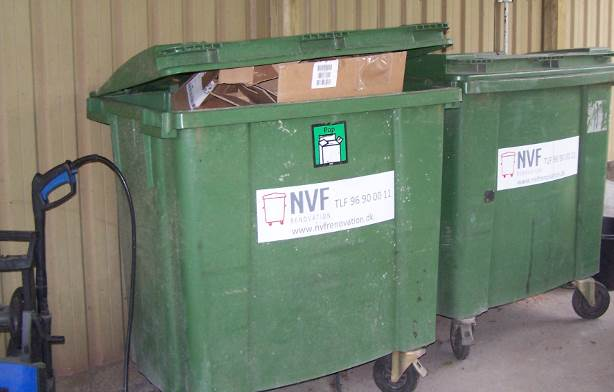 Pap
NVF TLF 96 90 00 11
RENOVATION
www.nvfrenovation.dk
NVF TLF 96 90 00 11
RENOVATION
www.nvfrenovation.dk